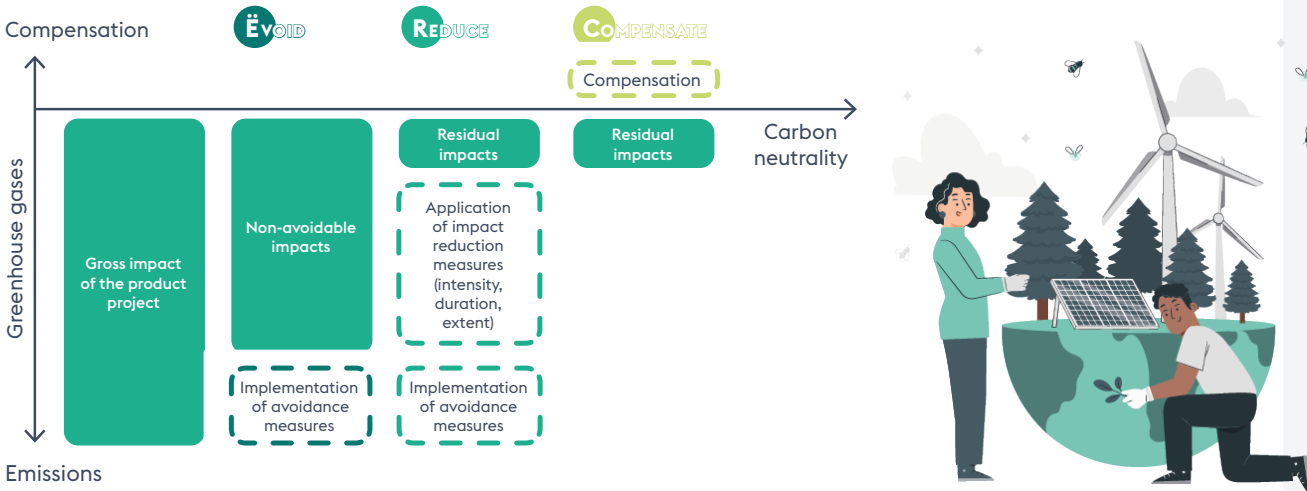 Compensation
ËVOID
REDUCE
COMPENSATE
Compensation
Carbon
neutrality
Greenhouse gases
Gross impact
of the product
project
Non-avoidable
impacts
Implementation
of avoidance
measures
Residual
impacts
Application
of impact
reduction
measures
(intensity,
duration,
extent)
Implementation
of avoidance
measures
Residual
impacts
Emissions